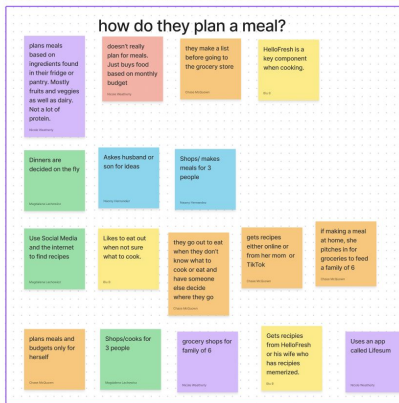 how do they plan a meal?
plans meals
based on
ingredients found
in their fridge or
pantry. Mostly
fruits and veggies
as well as dairy.
Not a lot of
protein.
doesn't really
plan for meals.
Just buys food
based on monthly
budget
they make a list
before going to
the grocery store
HelloFresh is a
key component
when cooking.
Dinners are
decided on the fly
Askes husband or
son for ideas
Shops/ makes
meals for 3
people
Use Social Media
and the internet
to find recipes
Likes to eat out
when not sure
what to cook.
they go out to eat
when they don't
know what to
cook or eat and
have someone
else decide
where they go
gets recipes
either online or
from her mom or
TikTok
if making a meal
at home, she
pitches in for
groceries to feed
a family of 6
plans meals and
budgets only for
herself
Shops/cooks for
3 people
grocery shops for
family of 6
Gets recipies
from HelloFresh
or his wife who
has recipies
memerized.
Uses an app
called Lifesum